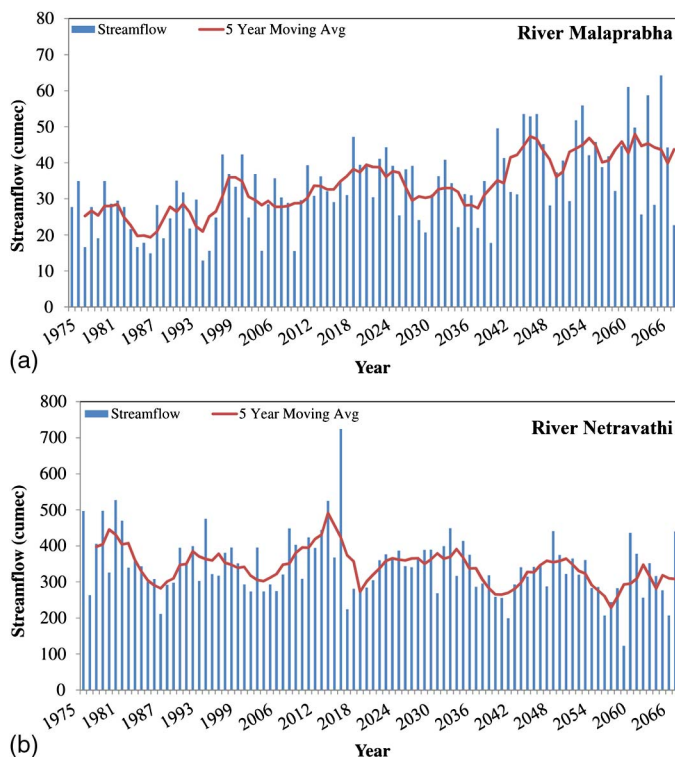 80
70
60
50
40
30
20
10
0
Streamflow (cumec)
Streamflow 5 Year Moving Avg
River Malaprabha
1975 1981 1987 1993 1999 2006 2012 2018 2024 2030 2036 2042 2048 2054 2060 2066
(a)
Year
800
700
600
500
400
300
200
100
0
Streamflow (cumec)
Streamflow 5 Year Moving Avg
River Netravathi
1975 1981 1987 1993 1999 2006 2012 2018 2024 2030 2036 2042 2048 2054 2060 2066
(b)
Year